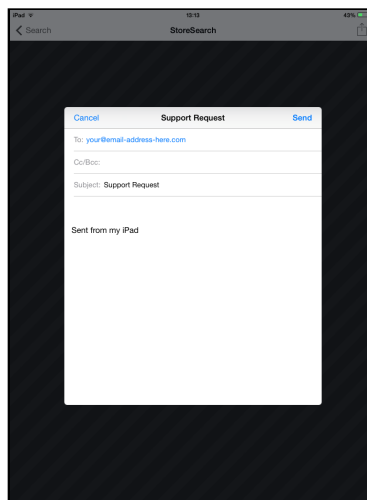 iPad 13:13 43%
Search StoreSearch
Cancel Support Request Send
To: your@email-address-here.com
Cc/Bcc:
Subject: Support Request
Sent from my iPad